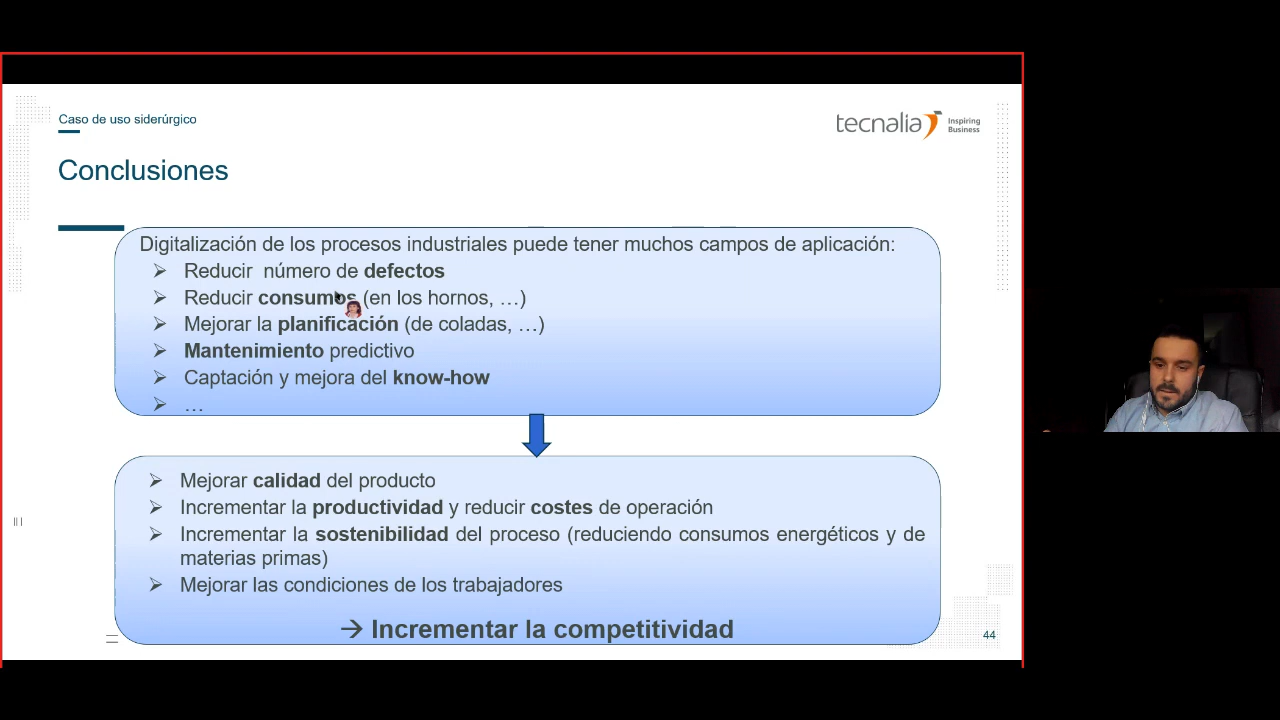 Caso de uso siderúrgico
tecnalia Inspiring
Business
Conclusiones
Digitalización de los procesos industriales puede tener muchos campos de aplicación:
➢ Reducir número de defectos
➢ Reducir consumos (en los hornos, …)
➢ Mejorar la planificación (de coladas, …)
➢ Mantenimiento predictivo
➢ Captación y mejora del know-how
➢ …
➢ Mejorar calidad del producto
➢ Incrementar la productividad y reducir costes de operación
➢ Incrementar la sostenibilidad del proceso (reduciendo consumos energéticos y de
materias primas)
➢ Mejorar las condiciones de los trabajadores
→ Incrementar la competitividad
44